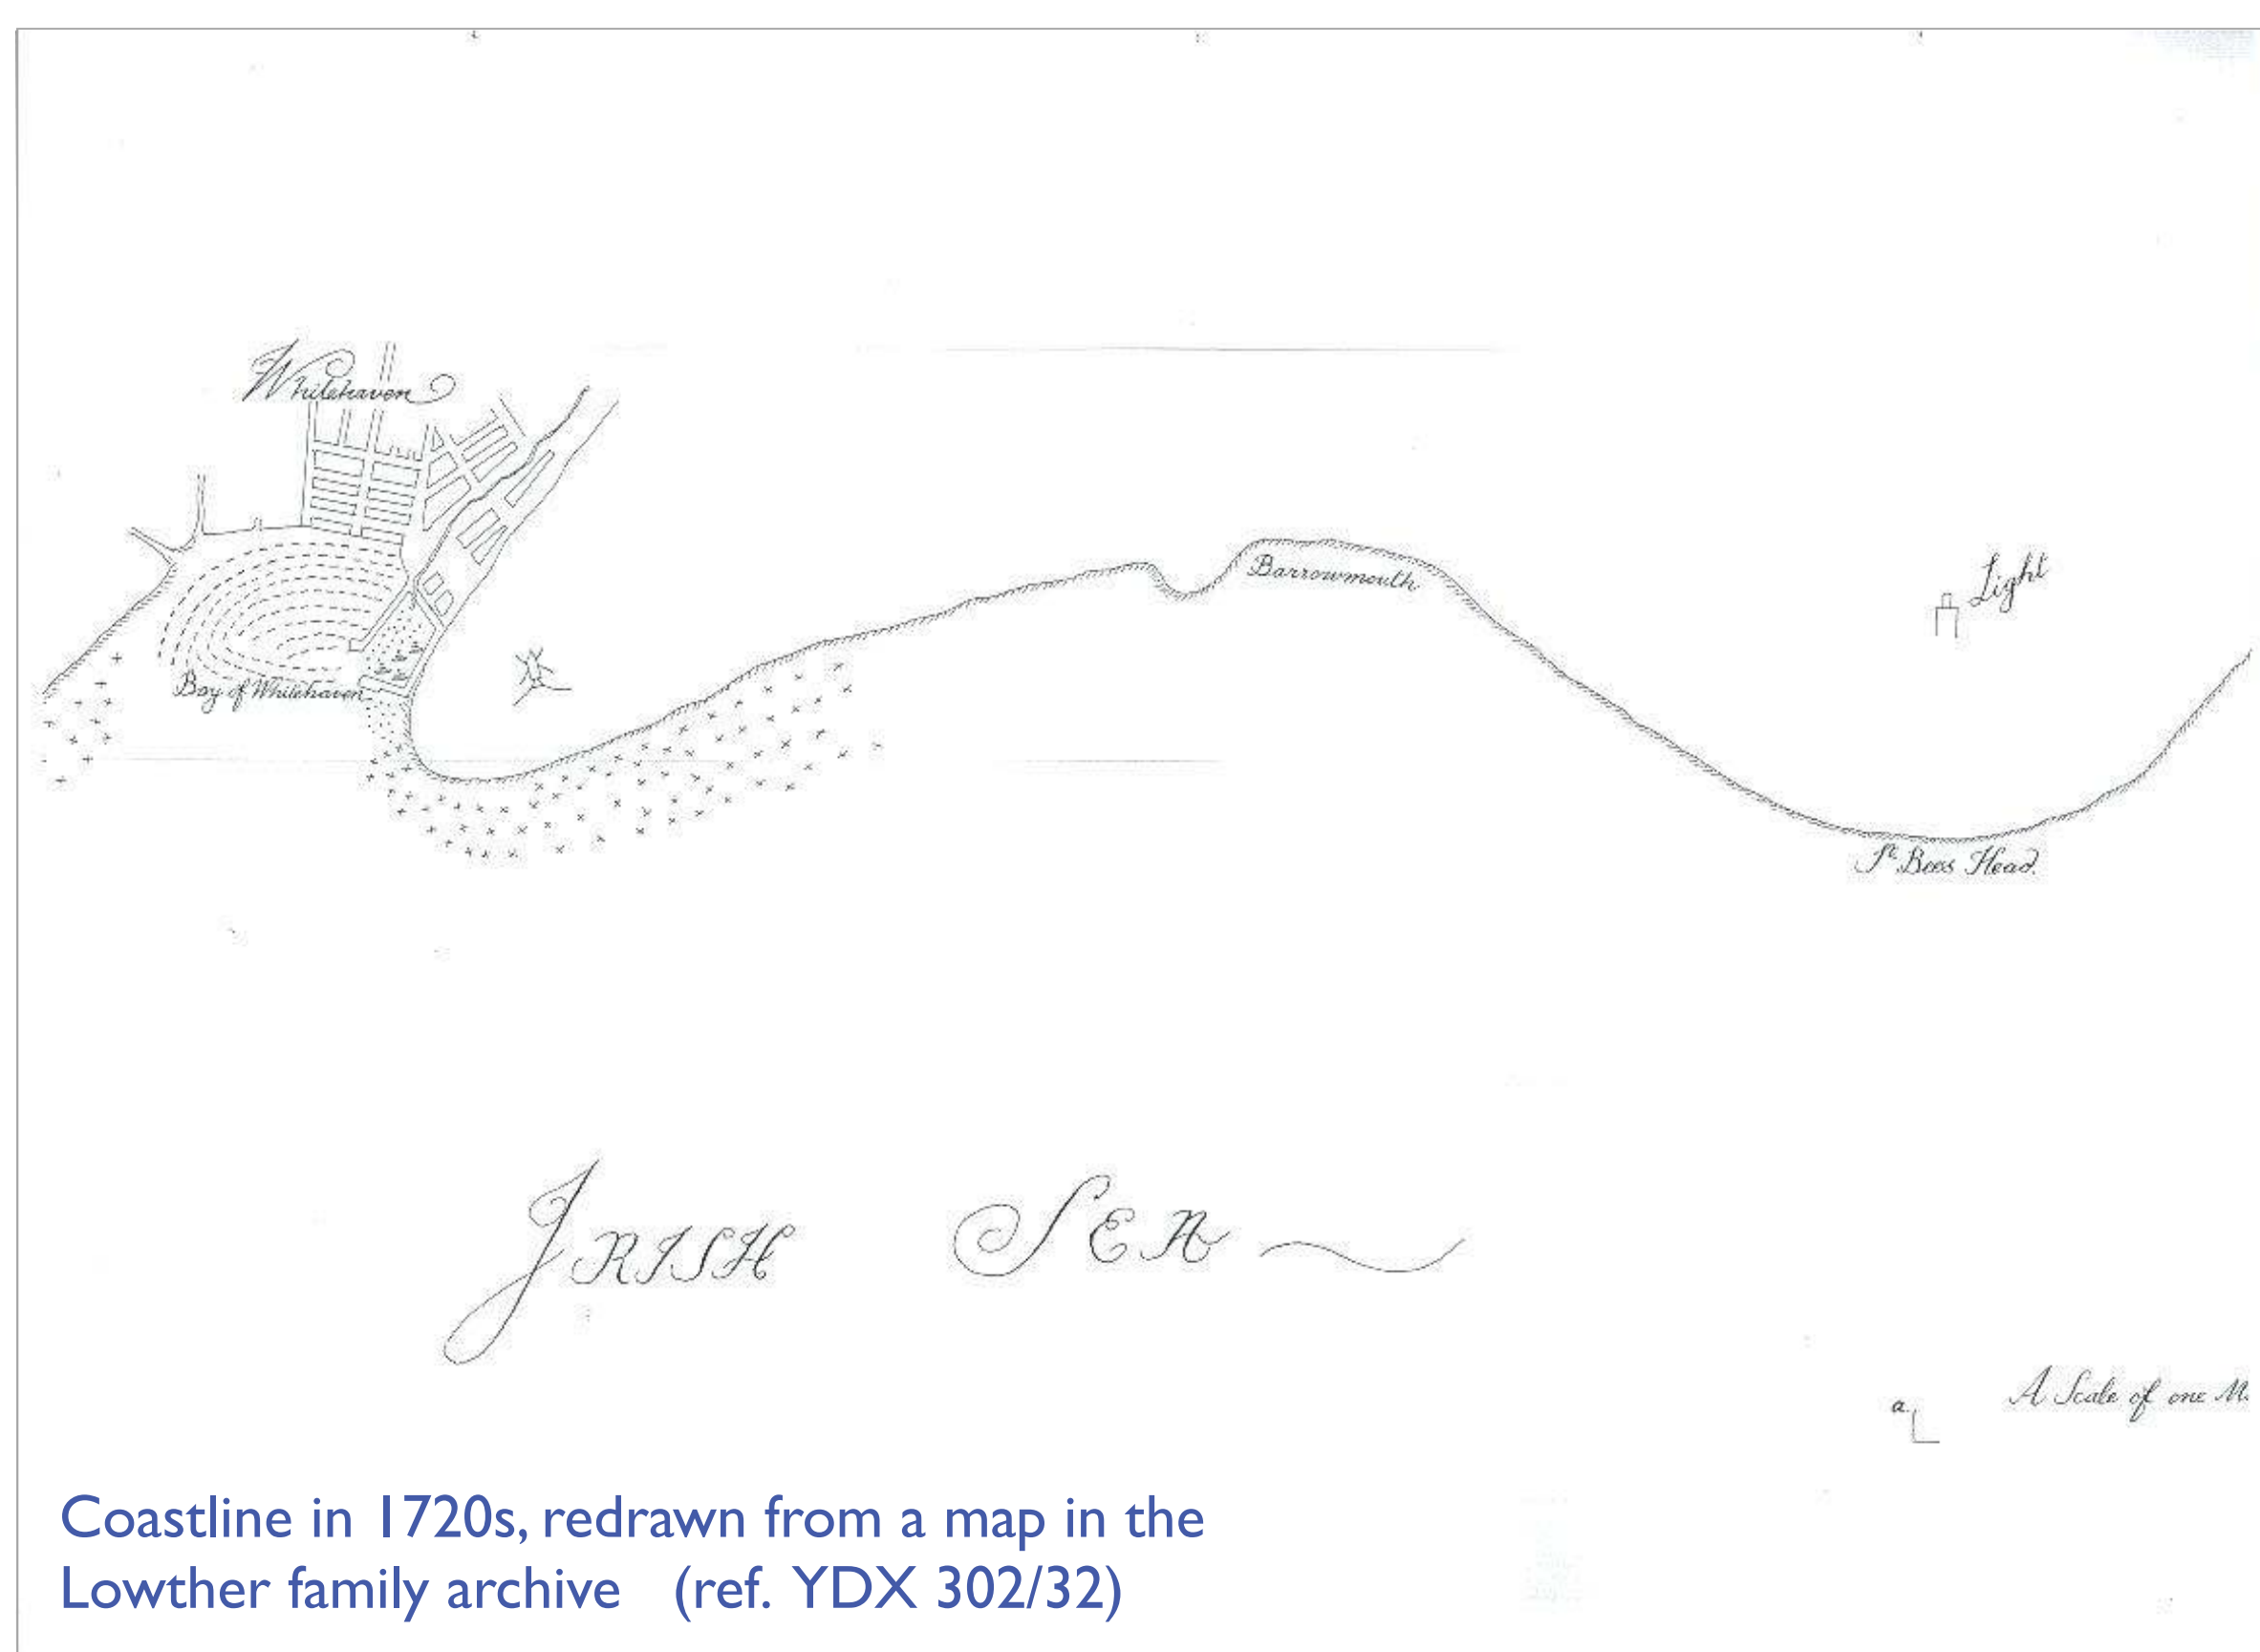 Whitehaven
Barrowmouth
Light
Bay of Whitehaven
St. Bees Head.
IRISH SEA
a
A Scale of one M.
Coastline in 1720s, redrawn from a map in the
Lowther family archive (ref. YDX 302/32)